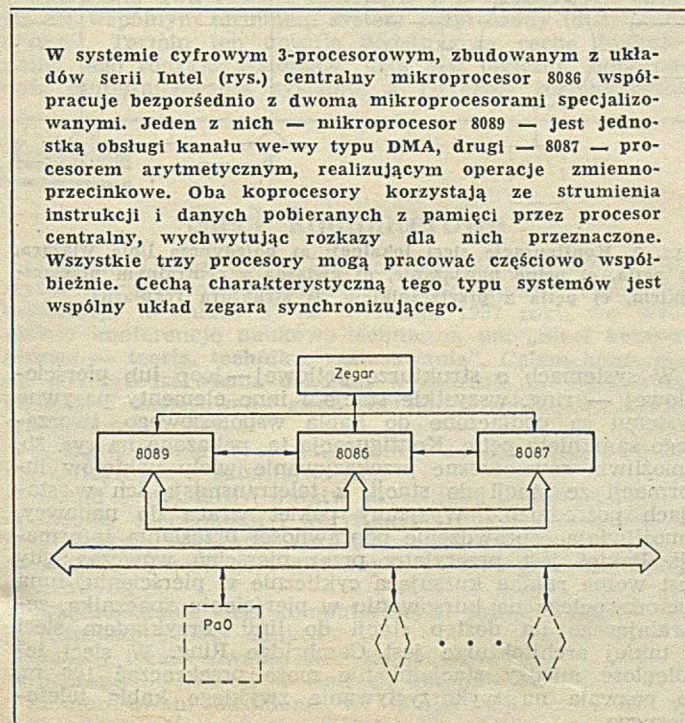 W systemie cyfrowym 3-procesorowym, zbudowanym z ukła-
dów serii Intel (rys.) centralny mikroprocesor 8086 współ-
pracuje bezporśednio z dwoma mikroprocesorami specjalizo-
wanymi. Jeden z nich — mikroprocesor 8089 — jest jedno-
stką obsługi kanału we-wy typu DMA, drugi — 8087 — pro-
cesorem arytmetycznym, realizującym operacje zmienno-
przecinkowe. Oba koprocesory korzystają ze strumienia
instrukcji i danych pobieranych z pamięci przez procesor
centralny, wychwytując rozkazy dla nich przeznaczone.
Wszystkie trzy procesory mogą pracować częściowo współ-
bieżnie. Cechą charakterystyczną tego typu systemów jest
wspólny układ zegara synchronizującego.
Zegar
8089
8086
8087
PaO